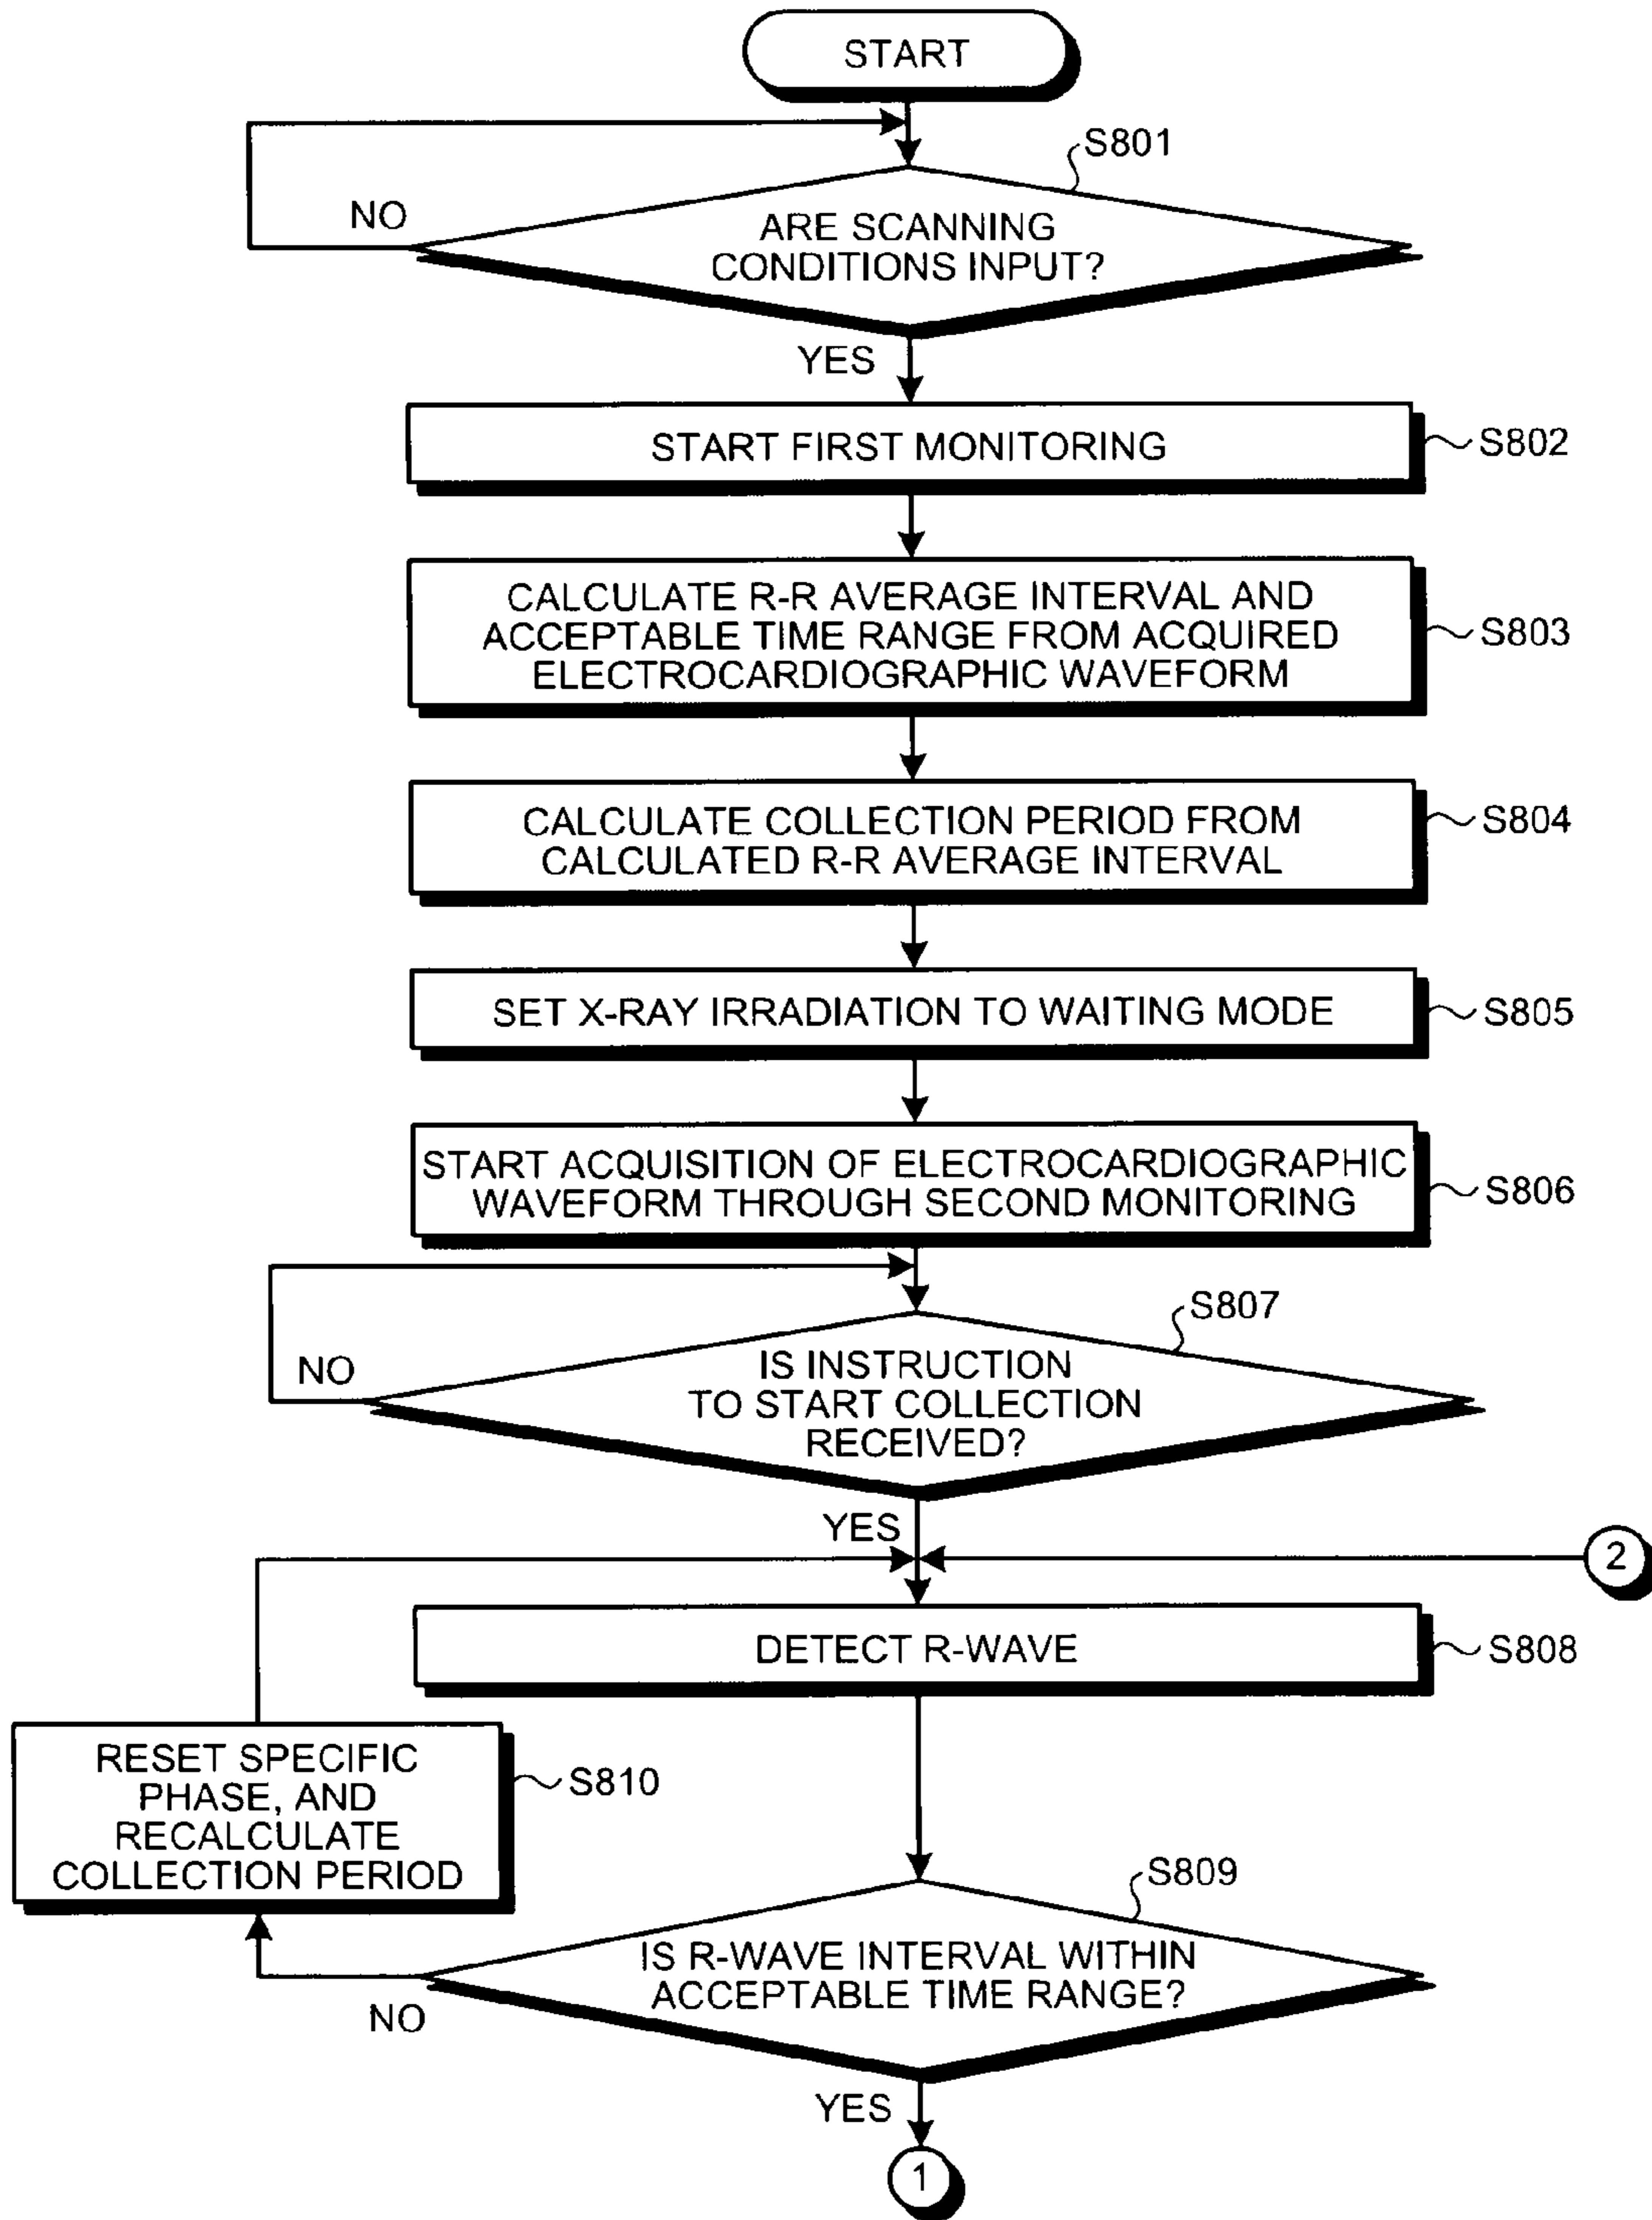 START
S801
NO
ARE SCANNING
CONDITIONS INPUT?
YES
START FIRST MONITORING
S802
CALCULATE R-R AVERAGE INTERVAL AND
ACCEPTABLE TIME RANGE FROM ACQUIRED
ELECTROCARDIOGRAPHIC WAVEFORM
S803
CALCULATE COLLECTION PERIOD FROM
CALCULATED R-R AVERAGE INTERVAL
S804
SET X-RAY IRRADIATION TO WAITING MODE
S805
START ACQUISITION OF ELECTROCARDIOGRAPHIC
WAVEFORM THROUGH SECOND MONITORING
S806
S807
NO
IS INSTRUCTION
TO START COLLECTION
RECEIVED?
YES
2
DETECT R-WAVE
S808
RESET SPECIFIC
PHASE, AND
RECALCULATE
COLLECTION PERIOD
S810
S809
IS R-WAVE INTERVAL WITHIN
ACCEPTABLE TIME RANGE?
NO
YES
1